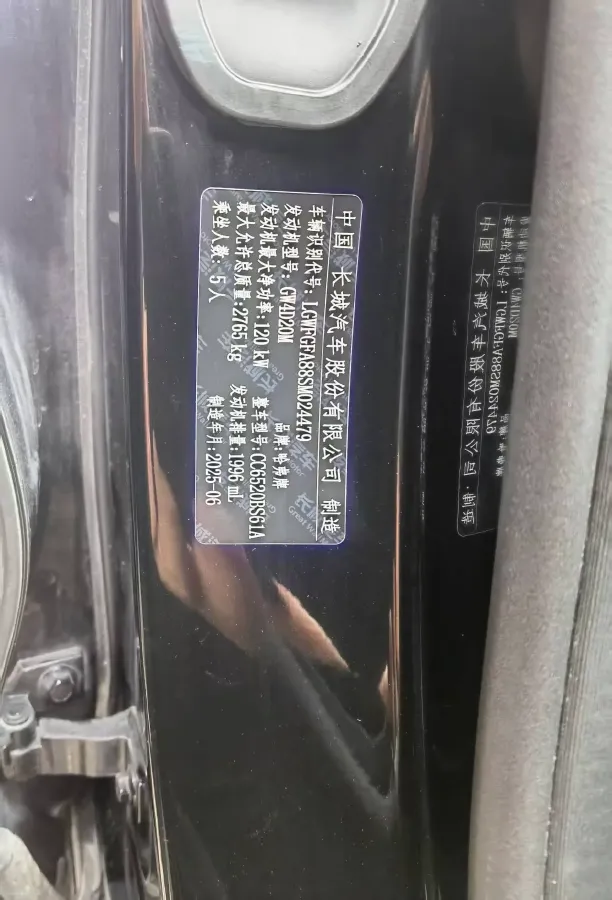 中国 长城汽车股份有限公司 制造
车辆识别代号：LGWFGFA88SM024479
品牌：哈弗牌
发动机型号：GW4D20M 整车型号：CC6520BS61A
发动机最大净功率：120 kW 发动机排量：1996 mL
最大允许总质量：2765 kg 制造年月：2025-06
乘坐人数：5人